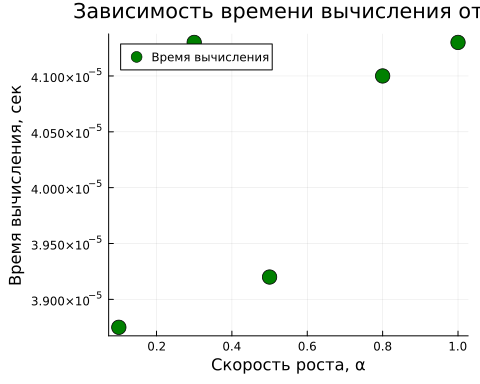 Зависимость времени вычисления от
Время вычисления
4.100×10⁻⁵
4.050×10⁻⁵
4.000×10⁻⁵
3.950×10⁻⁵
3.900×10⁻⁵
Время вычисления, сек
0.2 0.4 0.6 0.8 1.0
Скорость роста, α